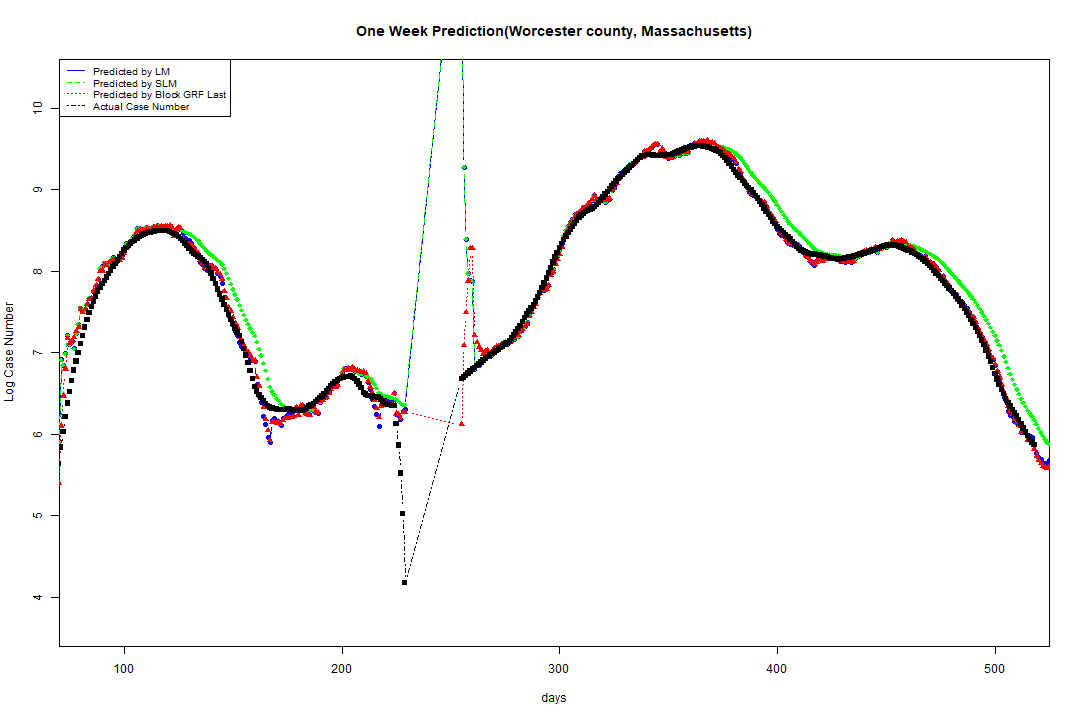 One Week Prediction(Worcester county, Massachusetts)
Predicted by LM
Predicted by SLM
Predicted by Block GRF Last
Actual Case Number
Log Case Number
10
9
8
7
6
5
4
100 200 300 400 500
days